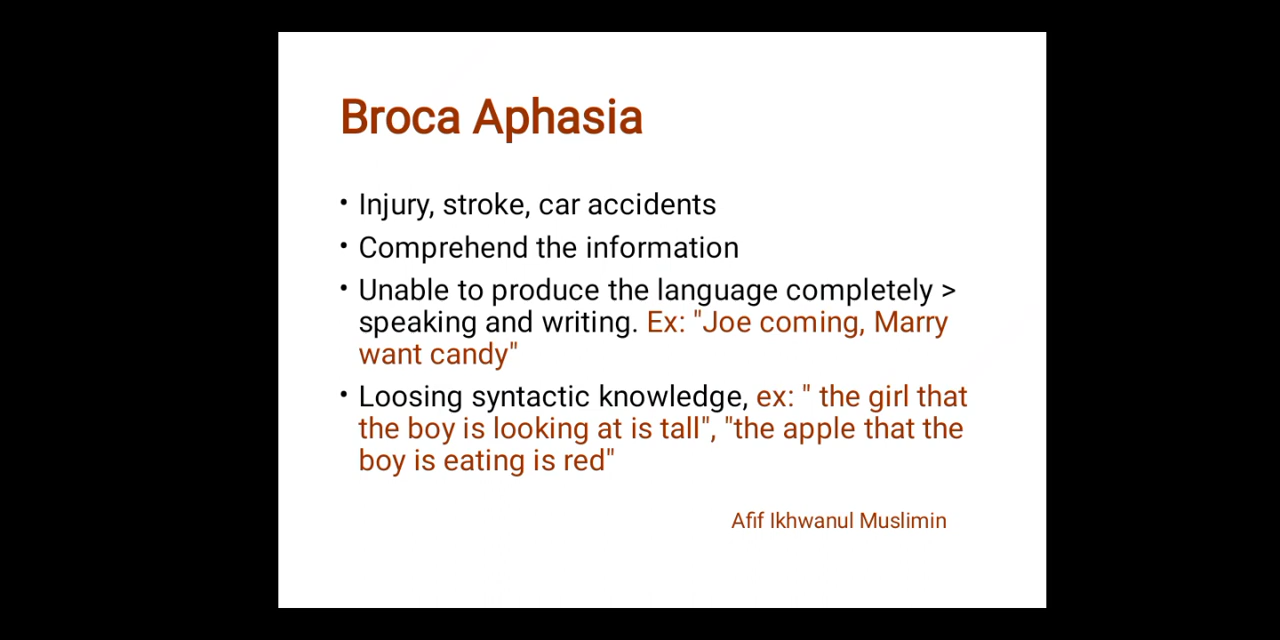 Broca Aphasia
• Injury, stroke, car accidents
• Comprehend the information
• Unable to produce the language completely >
speaking and writing. Ex: "Joe coming, Marry
want candy"
• Loosing syntactic knowledge, ex: " the girl that
the boy is looking at is tall", "the apple that the
boy is eating is red"
Afif Ikhwanul Muslimin